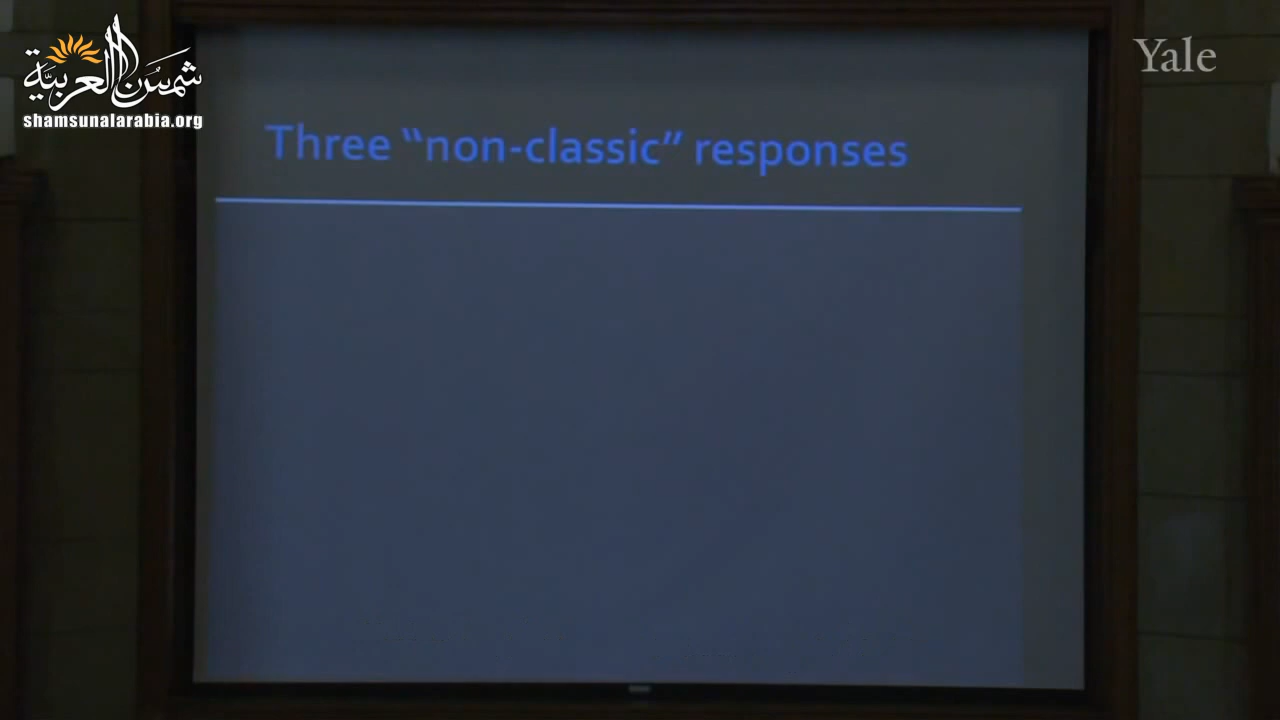 شمس العربية
shamsunalarabia.org
Yale
Three “non-classic” responses